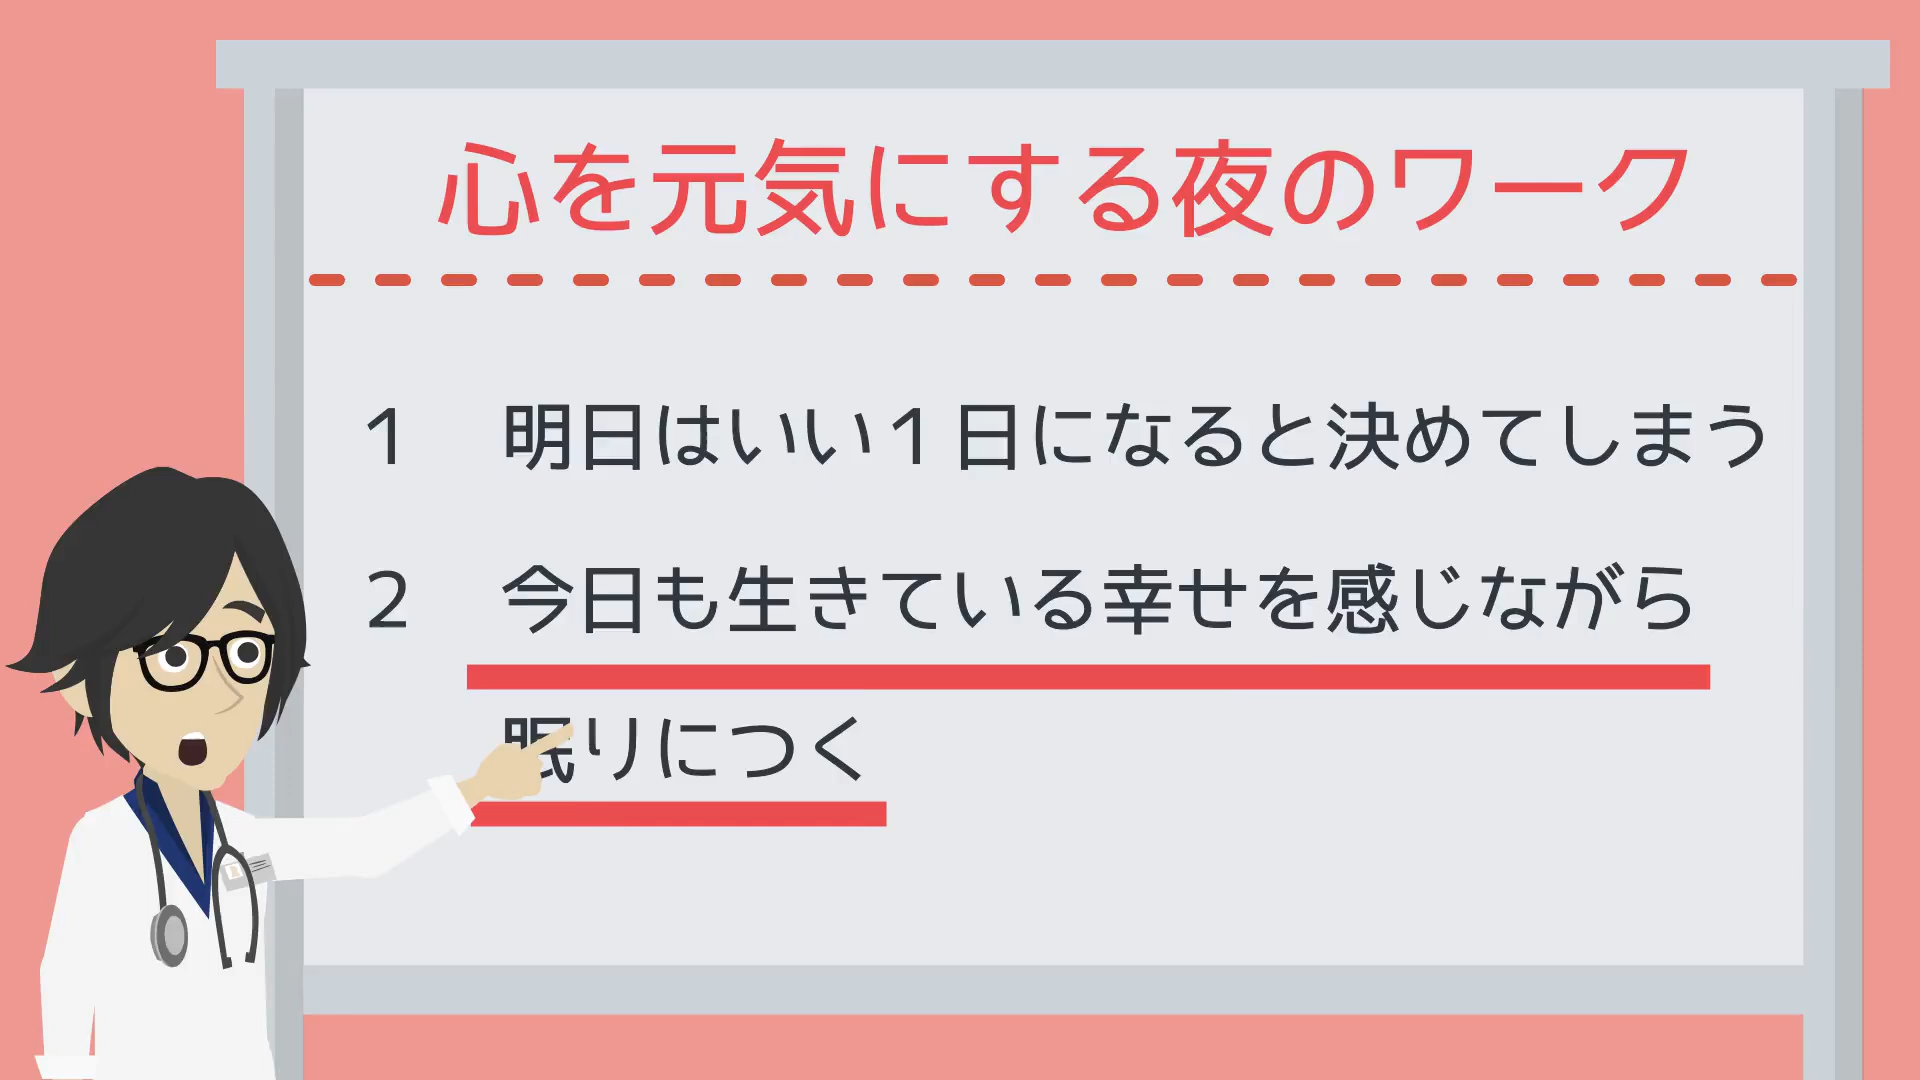 心を元気にする夜のワーク
１　明日はいい１日になると決めてしまう
２　今日も生きている幸せを感じながら
眠りにつく